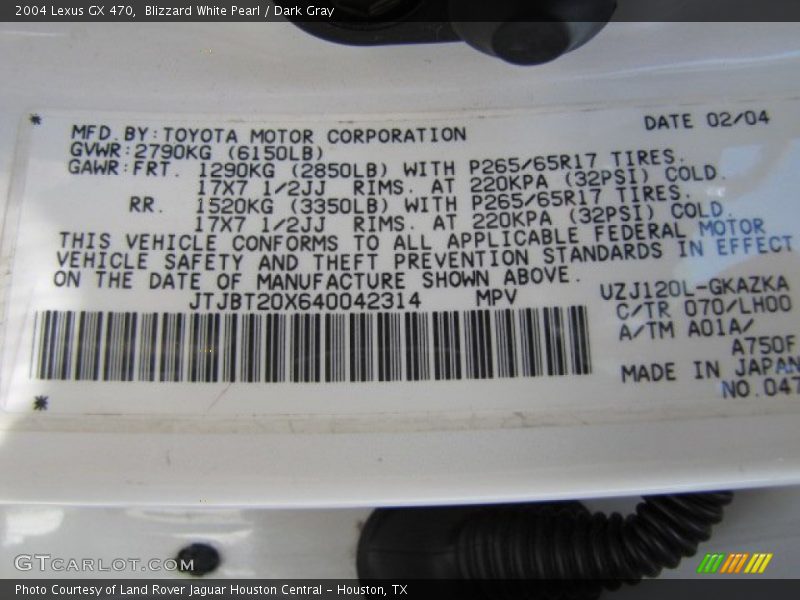 2004 Lexus GX 470, Blizzard White Pearl / Dark Gray
* MFD.BY:TOYOTA MOTOR CORPORATION DATE 02/04
GVWR:2790KG (6150LB)
GAWR:FRT. 1290KG (2850LB) WITH P265/65R17 TIRES.
17X7 1/2JJ RIMS. AT 220KPA (32PSI) COLD.
RR. 1520KG (3350LB) WITH P265/65R17 TIRES.
17X7 1/2JJ RIMS. AT 220KPA (32PSI) COLD.
THIS VEHICLE CONFORMS TO ALL APPLICABLE FEDERAL MOTOR
VEHICLE SAFETY AND THEFT PREVENTION STANDARDS IN EFFECT
ON THE DATE OF MANUFACTURE SHOWN ABOVE.
JTJBT20X640042314 MPV UZJ120L-GKAZKA
C/TR 070/LH00
A/TM A01A/
A750F
MADE IN JAPAN
* NO.047
GTCARLOT.COM
Photo Courtesy of Land Rover Jaguar Houston Central - Houston, TX